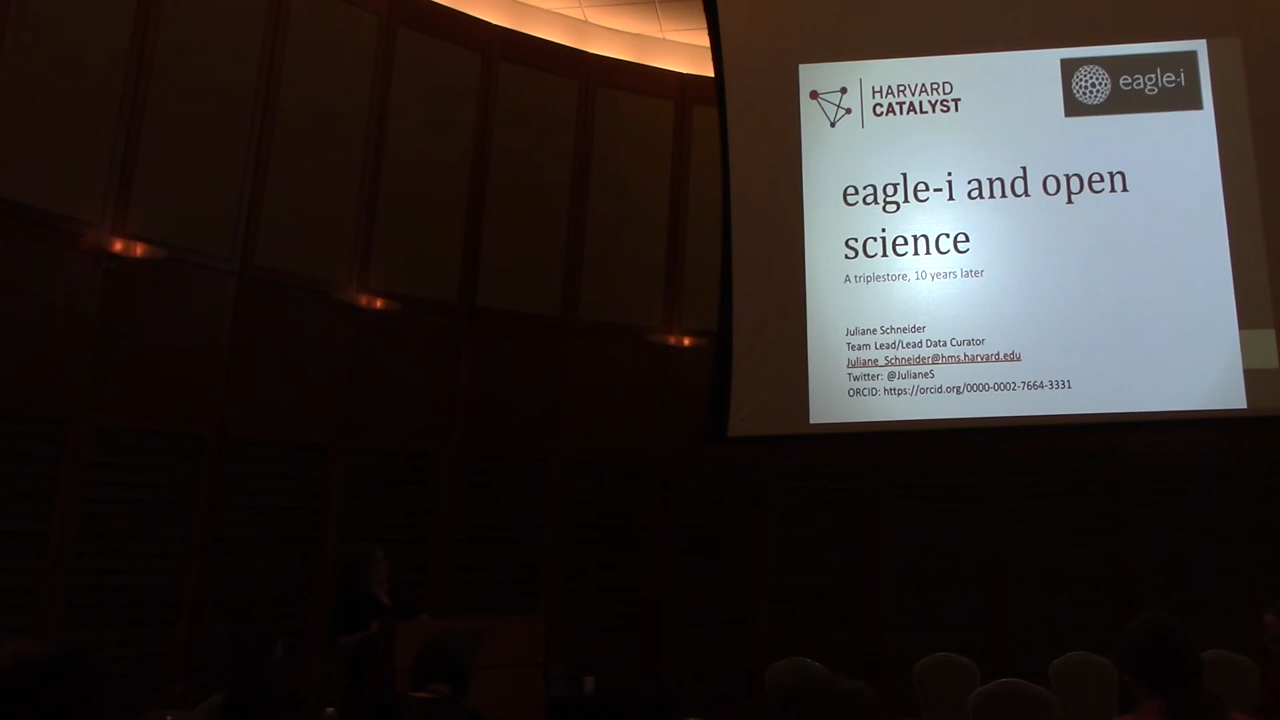 HARVARD
CATALYST
eagle-i
eagle-i and open
science
A triplestore, 10 years later
Juliane Schneider
Team Lead/Lead Data Curator
Juliane_Schneider@hms.harvard.edu
Twitter: @JulianeS
ORCID: https://orcid.org/0000-0002-7664-3331